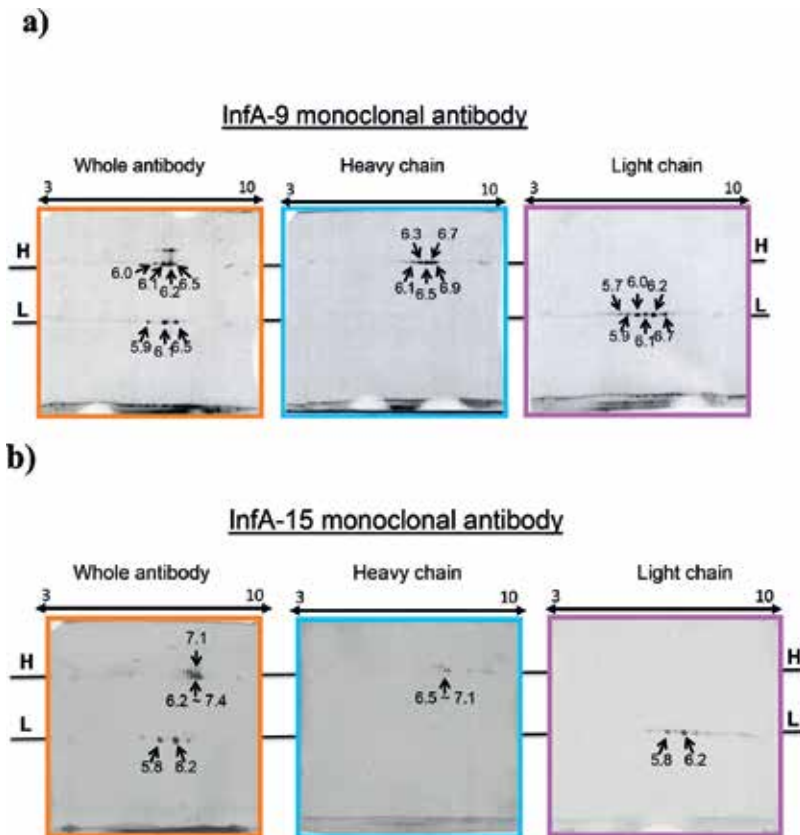 a)
InfA-9 monoclonal antibody
Whole antibody
Heavy chain
Light chain
3 10
3 10
3 10
H
L
6.0
6.1
6.2
6.5
5.9
6.1
6.5
6.3 6.7
6.1
6.5
6.9
5.7 6.0 6.2
5.9
6.1
6.7
H
L
b)
InfA-15 monoclonal antibody
Whole antibody
Heavy chain
Light chain
3 10
3 10
3 10
H
L
7.1
6.2 ~ 7.4
5.8 6.2
6.5 ~ 7.1
5.8 6.2
H
L